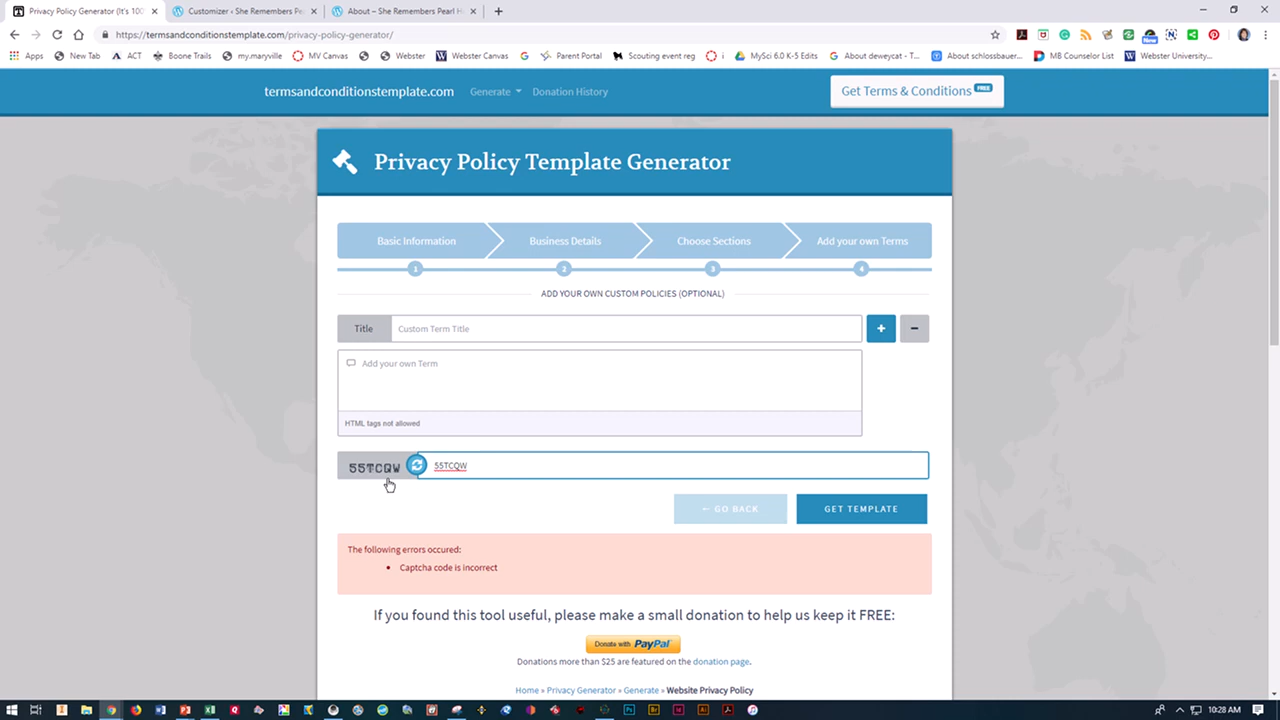 Privacy Policy Generator (It's 100
Customizer ‹ She Remembers Pe
About – She Remembers Pearl H
https://termsandconditionstemplate.com/privacy-policy-generator/
Apps
New Tab
ACT
Boone Trails
my.maryville
MV Canvas
Webster
Webster Canvas
Parent Portal
Scouting event reg
i
MySci 6.0 K-5 Edits
About deweycat - T...
About schlossbauer...
MB Counselor List
Webster University...
termsandconditionstemplate.com
Generate
Donation History
Get Terms & Conditions FREE
Privacy Policy Template Generator
Basic Information
Business Details
Choose Sections
Add your own Terms
1
2
3
4
ADD YOUR OWN CUSTOM POLICIES (OPTIONAL)
Title
Custom Term Title
+
−
Add your own Term
HTML tags not allowed
55TCQW
55TCQW
← GO BACK
GET TEMPLATE
The following errors occured:
• Captcha code is incorrect
If you found this tool useful, please make a small donation to help us keep it FREE:
Donate with PayPal
Donations more than $25 are featured on the donation page.
Home » Privacy Generator » Generate » Website Privacy Policy
10:28 AM